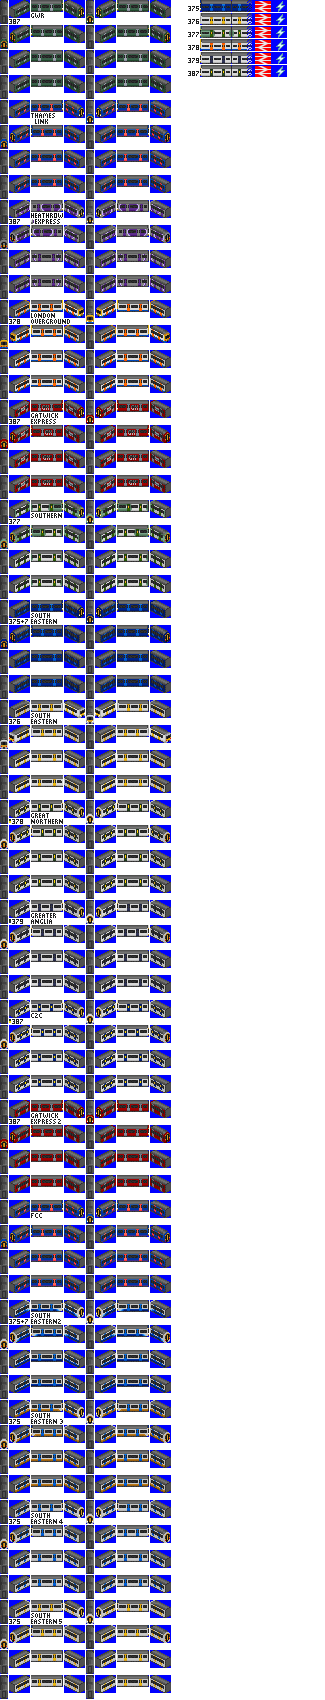 GWR
387
THAMES
LINK
HEATHROW
EXPRESS
387
LONDON
378 OVERGROUND
GATWICK
387 EXPRESS
SOUTHERN
377
SOUTH
375+7 EASTERN
SOUTH
376 EASTERN
GREAT
*378 NORTHERN
GREATER
379 ANGLIA
C2C
*387
GATWICK
387 EXPRESS 2
FCC
SOUTH
375+7 EASTERN2
SOUTH
375 EASTERN 3
SOUTH
375 EASTERN 4
SOUTH
375 EASTERN 5
375
376
377
378
379
387